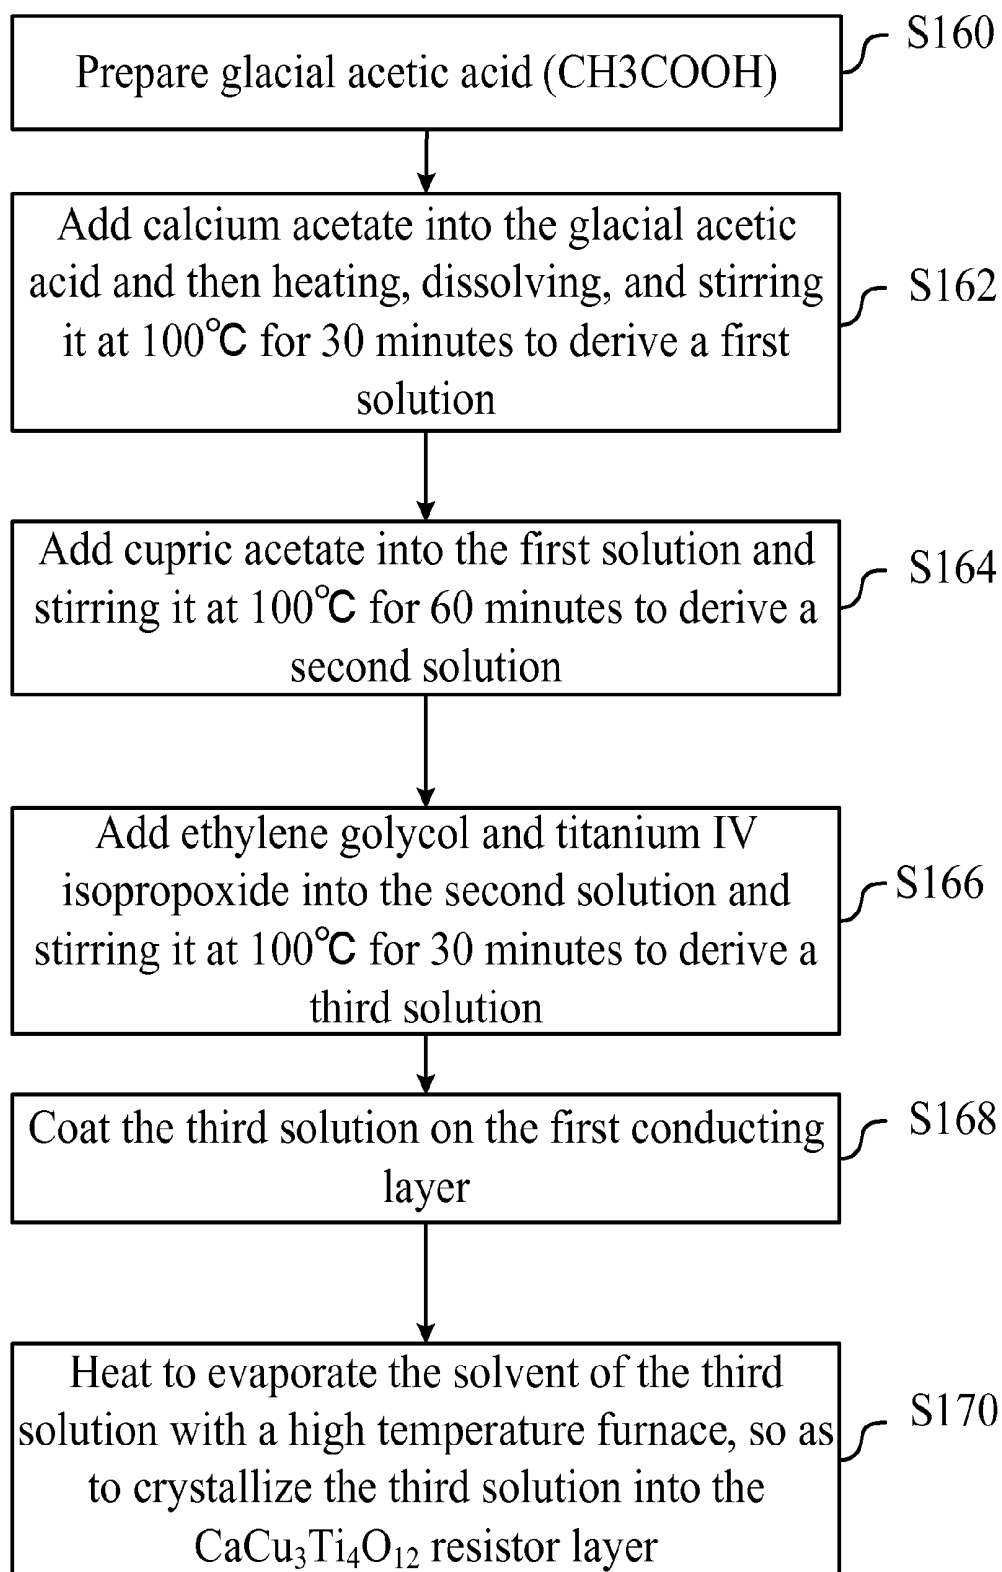 Prepare glacial acetic acid (CH3COOH)
S160
Add calcium acetate into the glacial acetic
acid and then heating, dissolving, and stirring
it at 100℃ for 30 minutes to derive a first
solution
S162
Add cupric acetate into the first solution and
stirring it at 100℃ for 60 minutes to derive a
second solution
S164
Add ethylene golycol and titanium IV
isopropoxide into the second solution and
stirring it at 100℃ for 30 minutes to derive a
third solution
S166
Coat the third solution on the first conducting
layer
S168
Heat to evaporate the solvent of the third
solution with a high temperature furnace, so as
to crystallize the third solution into the
CaCu₃Ti₄O₁₂ resistor layer
S170